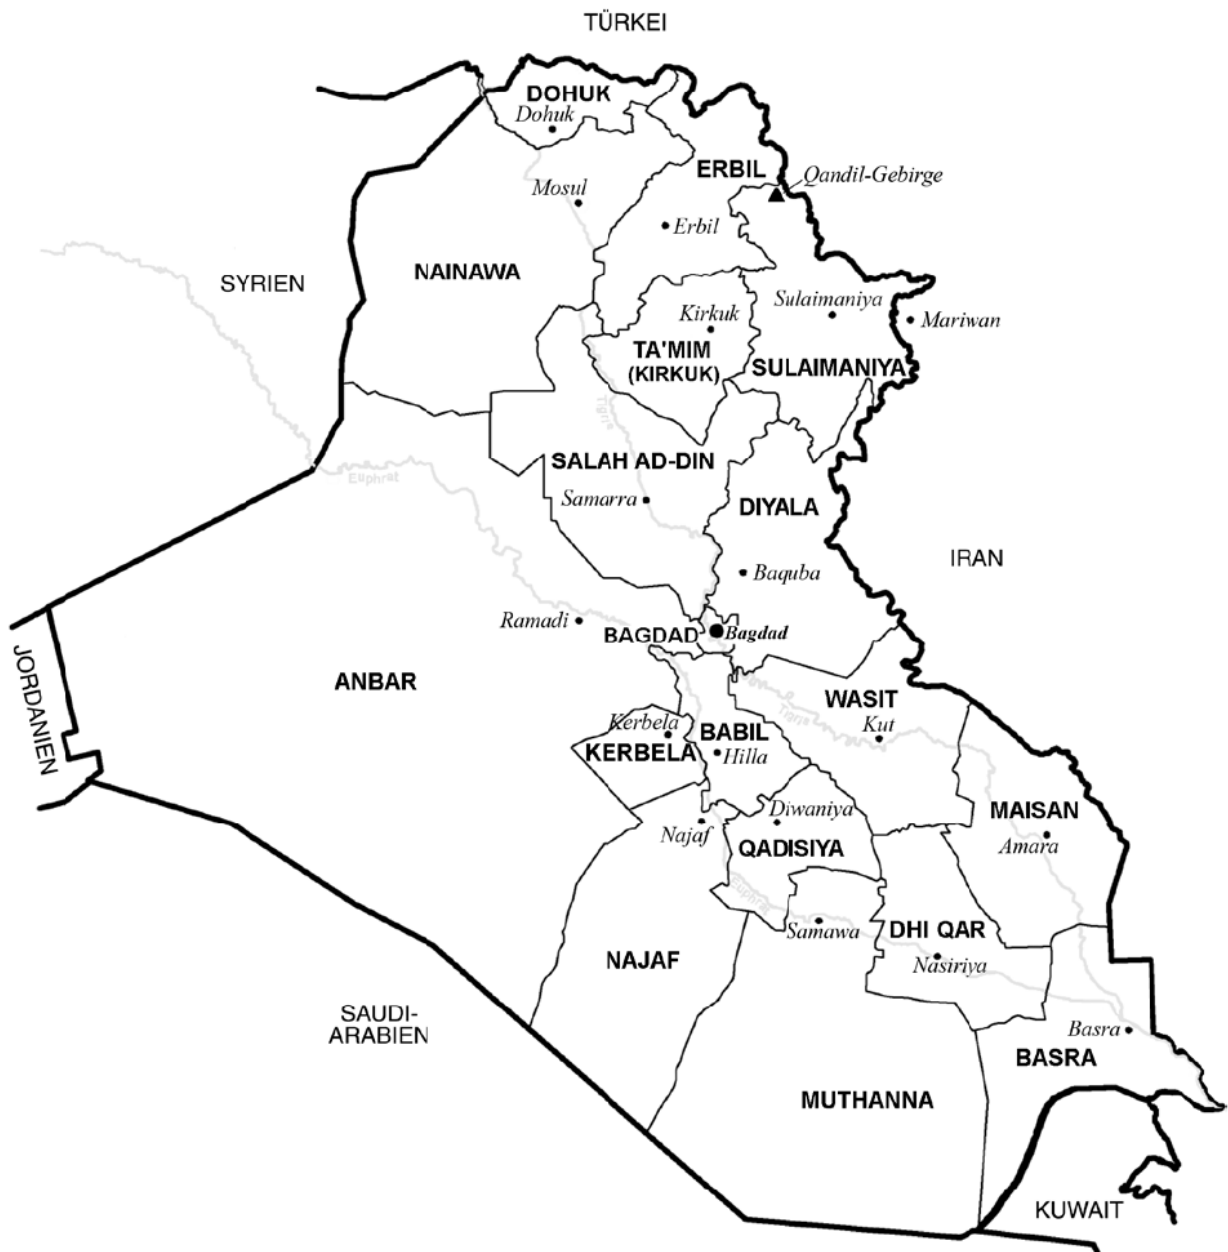 TÜRKEI
DOHUK
Dohuk
ERBIL
Qandil-Gebirge
Mosul
Erbil
NAINAWA
SYRIEN
Sulaimaniya
Kirkuk
Mariwan
TA'MIM
(KIRKUK)
SULAIMANIYA
Tigris
SALAH AD-DIN
Euphrat
Samarra
DIYALA
IRAN
Baquba
Ramadi
BAGDAD
Bagdad
JORDANIEN
ANBAR
WASIT
Tigris
Kerbela
Kut
BABIL
KERBELA
Hilla
MAISAN
Diwaniya
Najaf
Amara
QADISIYA
Euphrat
DHI QAR
Samawa
NAJAF
Nasiriya
SAUDI-
ARABIEN
Basra
BASRA
MUTHANNA
KUWAIT